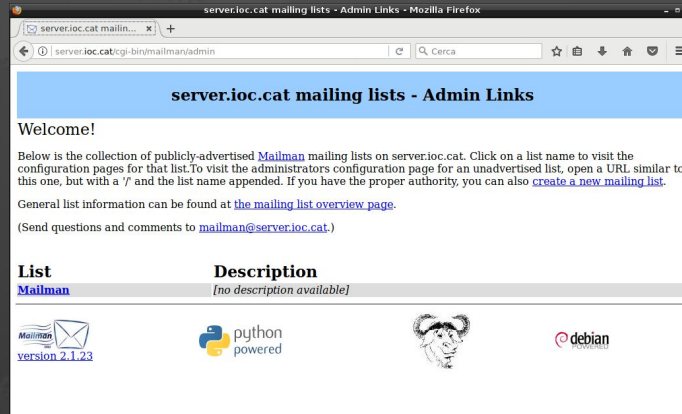 server.ioc.cat mailing lists - Admin Links - Mozilla Firefox
server.ioc.cat mailin...
server.ioc.cat/cgi-bin/mailman/admin
Cerca
server.ioc.cat mailing lists - Admin Links
Welcome!
Below is the collection of publicly-advertised Mailman mailing lists on server.ioc.cat. Click on a list name to visit the
configuration pages for that list.To visit the administrators configuration page for an unadvertised list, open a URL similar to
this one, but with a '/' and the list name appended. If you have the proper authority, you can also create a new mailing list.
General list information can be found at the mailing list overview page.
(Send questions and comments to mailman@server.ioc.cat.)
List Description
Mailman [no description available]
Mailman
version 2.1.23
python
powered
debian
POWERED